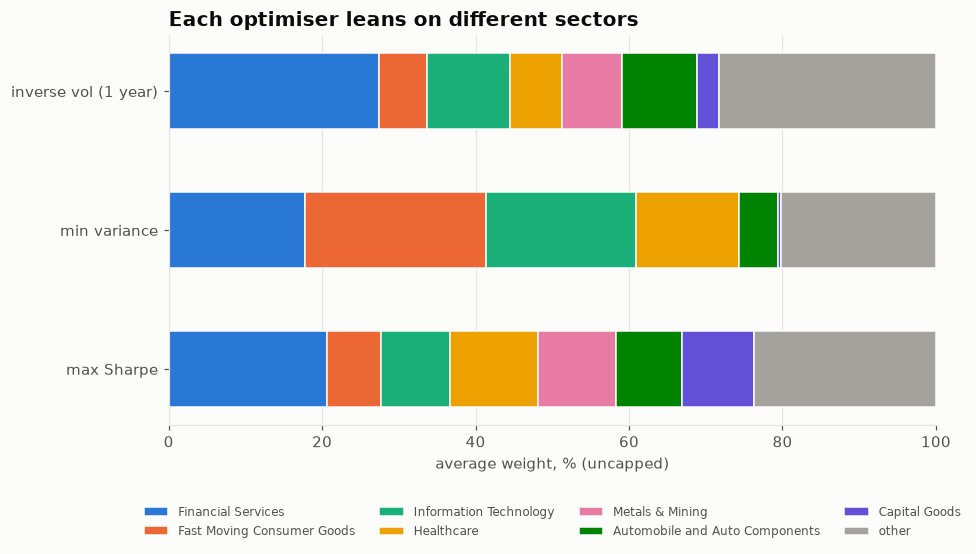 Each optimiser leans on different sectors
inverse vol (1 year)
min variance
max Sharpe
0 20 40 60 80 100
average weight, % (uncapped)
Financial Services Information Technology Metals & Mining Capital Goods
Fast Moving Consumer Goods Healthcare Automobile and Auto Components other